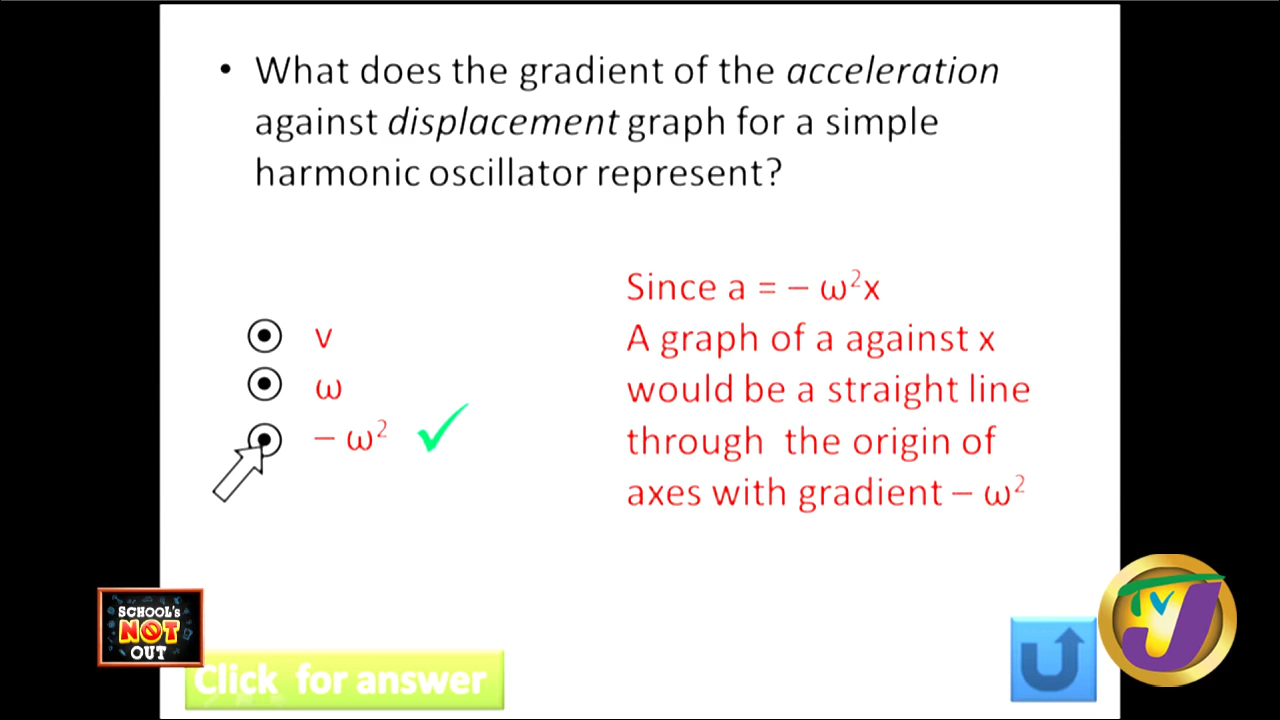 • What does the gradient of the acceleration
against displacement graph for a simple
harmonic oscillator represent?
v
ω
– ω²
Since a = – ω²x
A graph of a against x
would be a straight line
through the origin of
axes with gradient – ω²
SCHOOL'S
NOT
OUT
Click for answer
TVJ